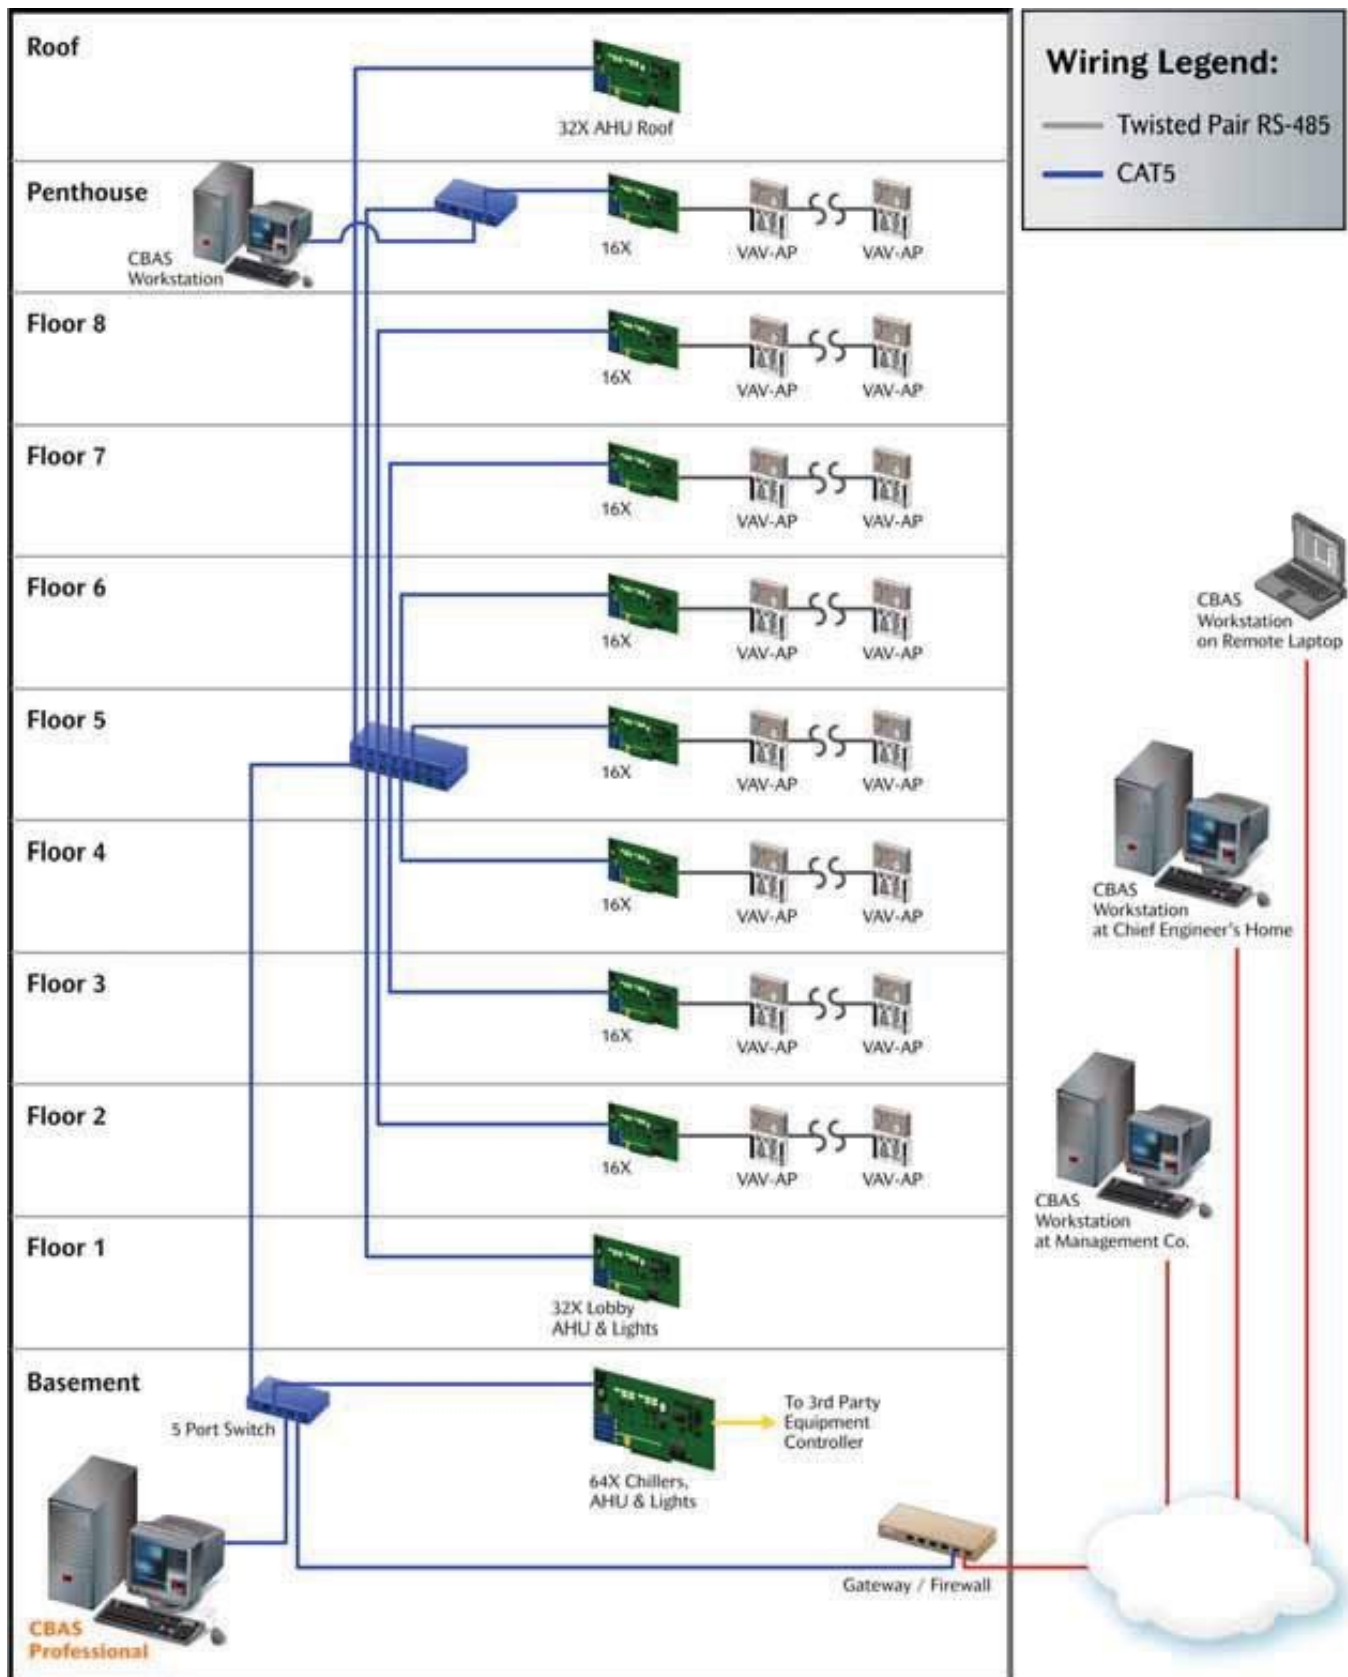 Roof
32X AHU Roof
Wiring Legend:
Twisted Pair RS-485
CAT5
Penthouse
CBAS
Workstation
16X
VAV-AP
VAV-AP
Floor 8
16X
VAV-AP
VAV-AP
Floor 7
16X
VAV-AP
VAV-AP
Floor 6
16X
VAV-AP
VAV-AP
CBAS
Workstation
on Remote Laptop
Floor 5
16X
VAV-AP
VAV-AP
Floor 4
16X
VAV-AP
VAV-AP
CBAS
Workstation
at Chief Engineer's Home
Floor 3
16X
VAV-AP
VAV-AP
Floor 2
16X
VAV-AP
VAV-AP
CBAS
Workstation
at Management Co.
Floor 1
32X Lobby
AHU & Lights
Basement
5 Port Switch
To 3rd Party
Equipment
Controller
64X Chillers,
AHU & Lights
Gateway / Firewall
CBAS
Professional